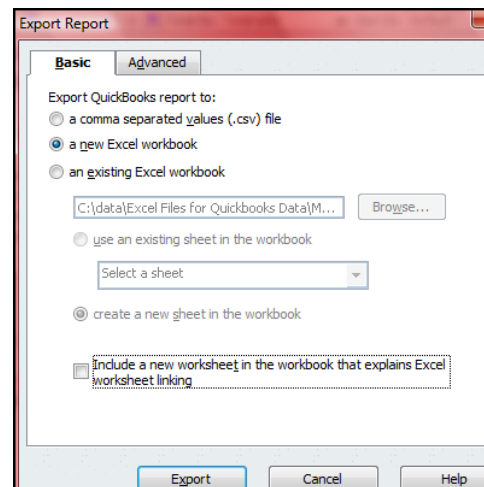 Export Report
Basic
Advanced
Export QuickBooks report to:
a comma separated values (.csv) file
a new Excel workbook
an existing Excel workbook
C:\data\Excel Files for Quickbooks Data\M...
Browse...
use an existing sheet in the workbook
Select a sheet
create a new sheet in the workbook
Include a new worksheet in the workbook that explains Excel
worksheet linking
Export
Cancel
Help